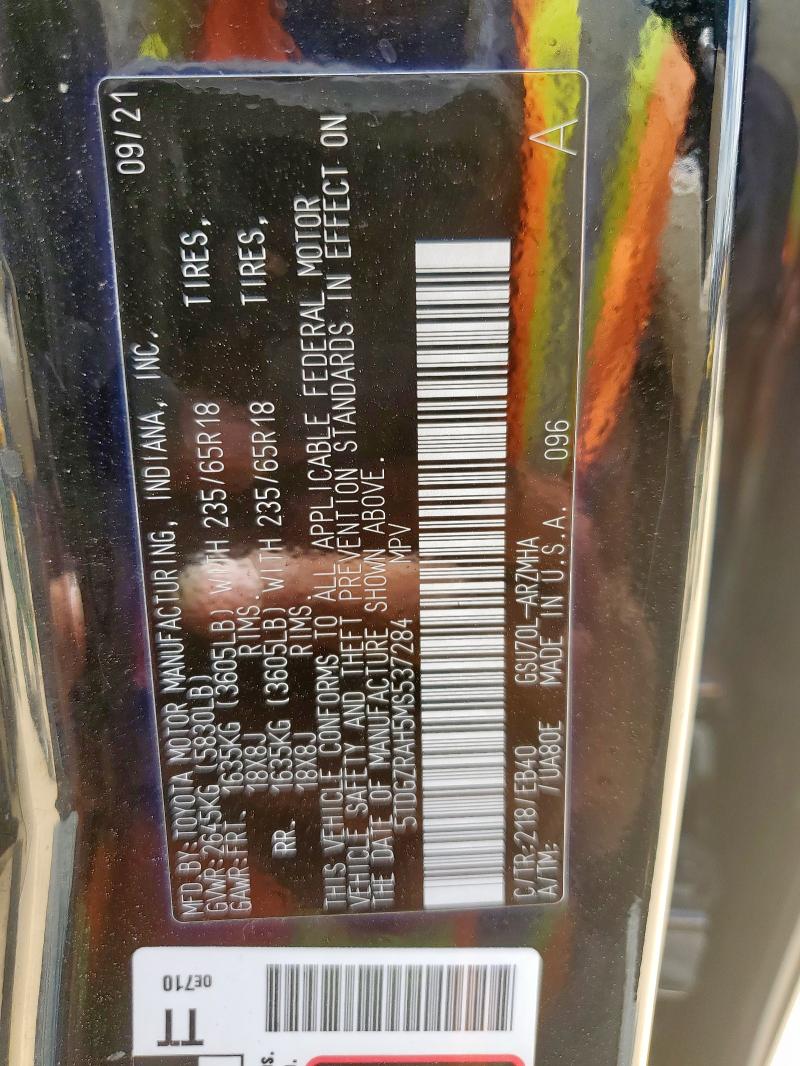 MFD BY: TOYOTA MOTOR MANUFACTURING, INDIANA, INC. 09/21
GVWR: 2645KG (5830LB)
GAWR: FRT. 1635KG (3605LB) WITH 235/65R18 TIRES,
18X8J RIMS.
RR. 1635KG (3605LB) WITH 235/65R18 TIRES,
18X8J RIMS.
THIS VEHICLE CONFORMS TO ALL APPLICABLE FEDERAL MOTOR
VEHICLE SAFETY AND THEFT PREVENTION STANDARDS IN EFFECT ON
THE DATE OF MANUFACTURE SHOWN ABOVE.
5TDGZRAH5MS537284 MPV
C/TR:218/EB40 GSU70L-ARZMHA 096 A
A/TM: /UA80E MADE IN U.S.A.
0E710
TT